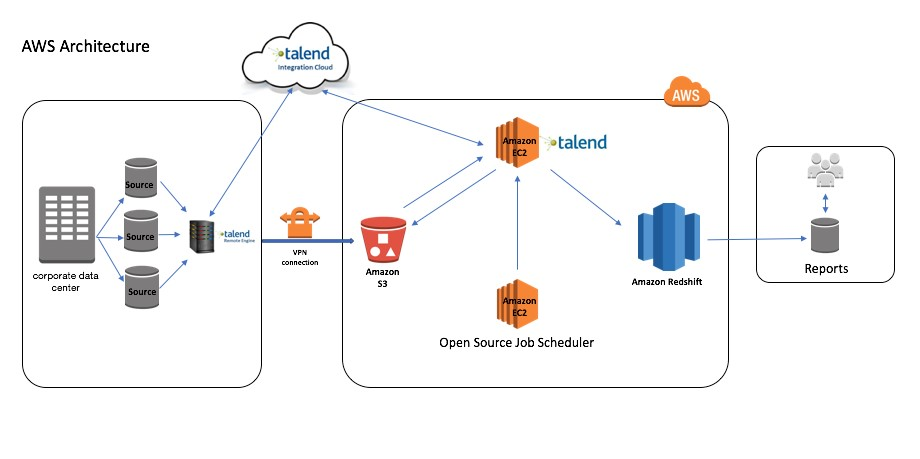 AWS Architecture
talend
Integration Cloud
AWS
Amazon
EC2
talend
Source
Source
Source
corporate data
center
talend
Remote Engine
VPN
connection
Amazon
S3
Amazon
EC2
Open Source Job Scheduler
Amazon Redshift
Reports